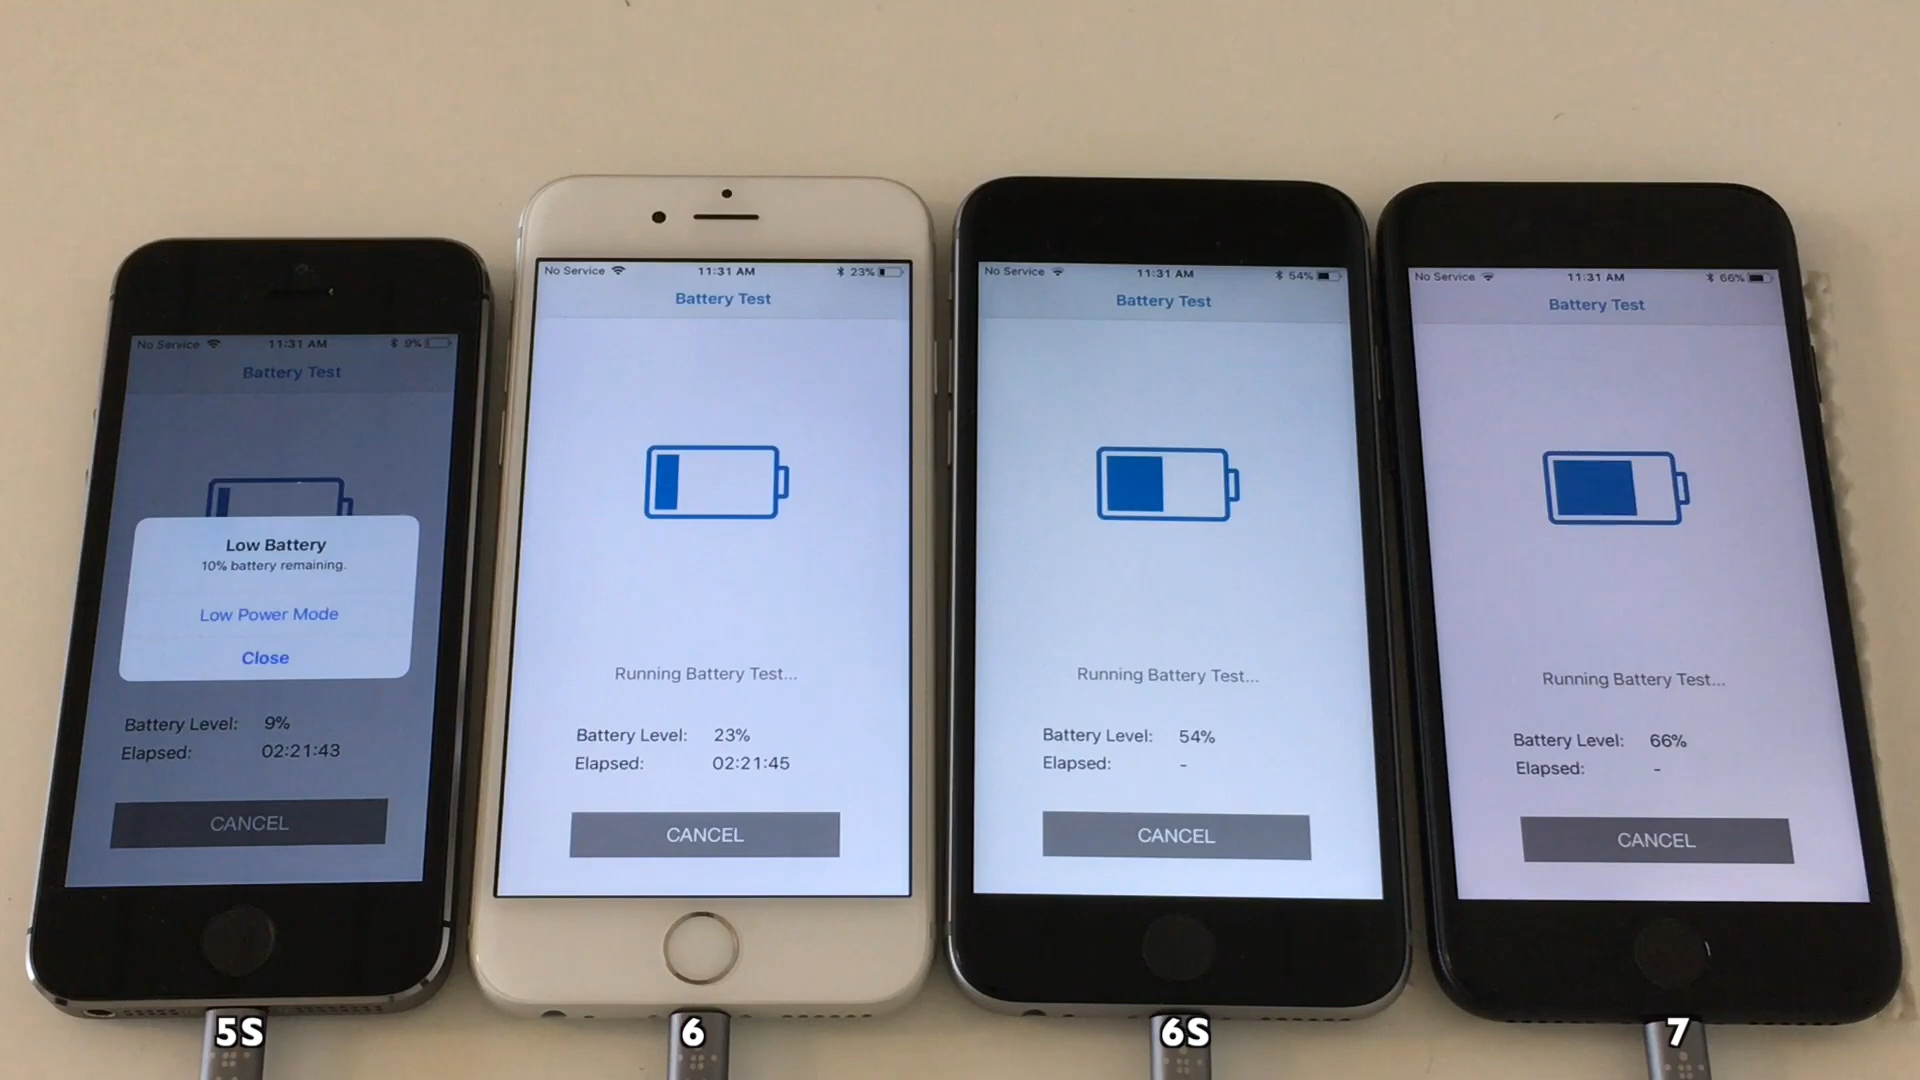 No Service 11:31 AM 9%
Battery Test
Low Battery
10% battery remaining.
Low Power Mode
Close
Battery Level: 9%
Elapsed: 02:21:43
CANCEL
5S
No Service 11:31 AM 23%
Battery Test
Running Battery Test...
Battery Level: 23%
Elapsed: 02:21:45
CANCEL
6
No Service 11:31 AM 54%
Battery Test
Running Battery Test...
Battery Level: 54%
Elapsed: -
CANCEL
6S
No Service 11:31 AM 66%
Battery Test
Running Battery Test...
Battery Level: 66%
Elapsed: -
CANCEL
7